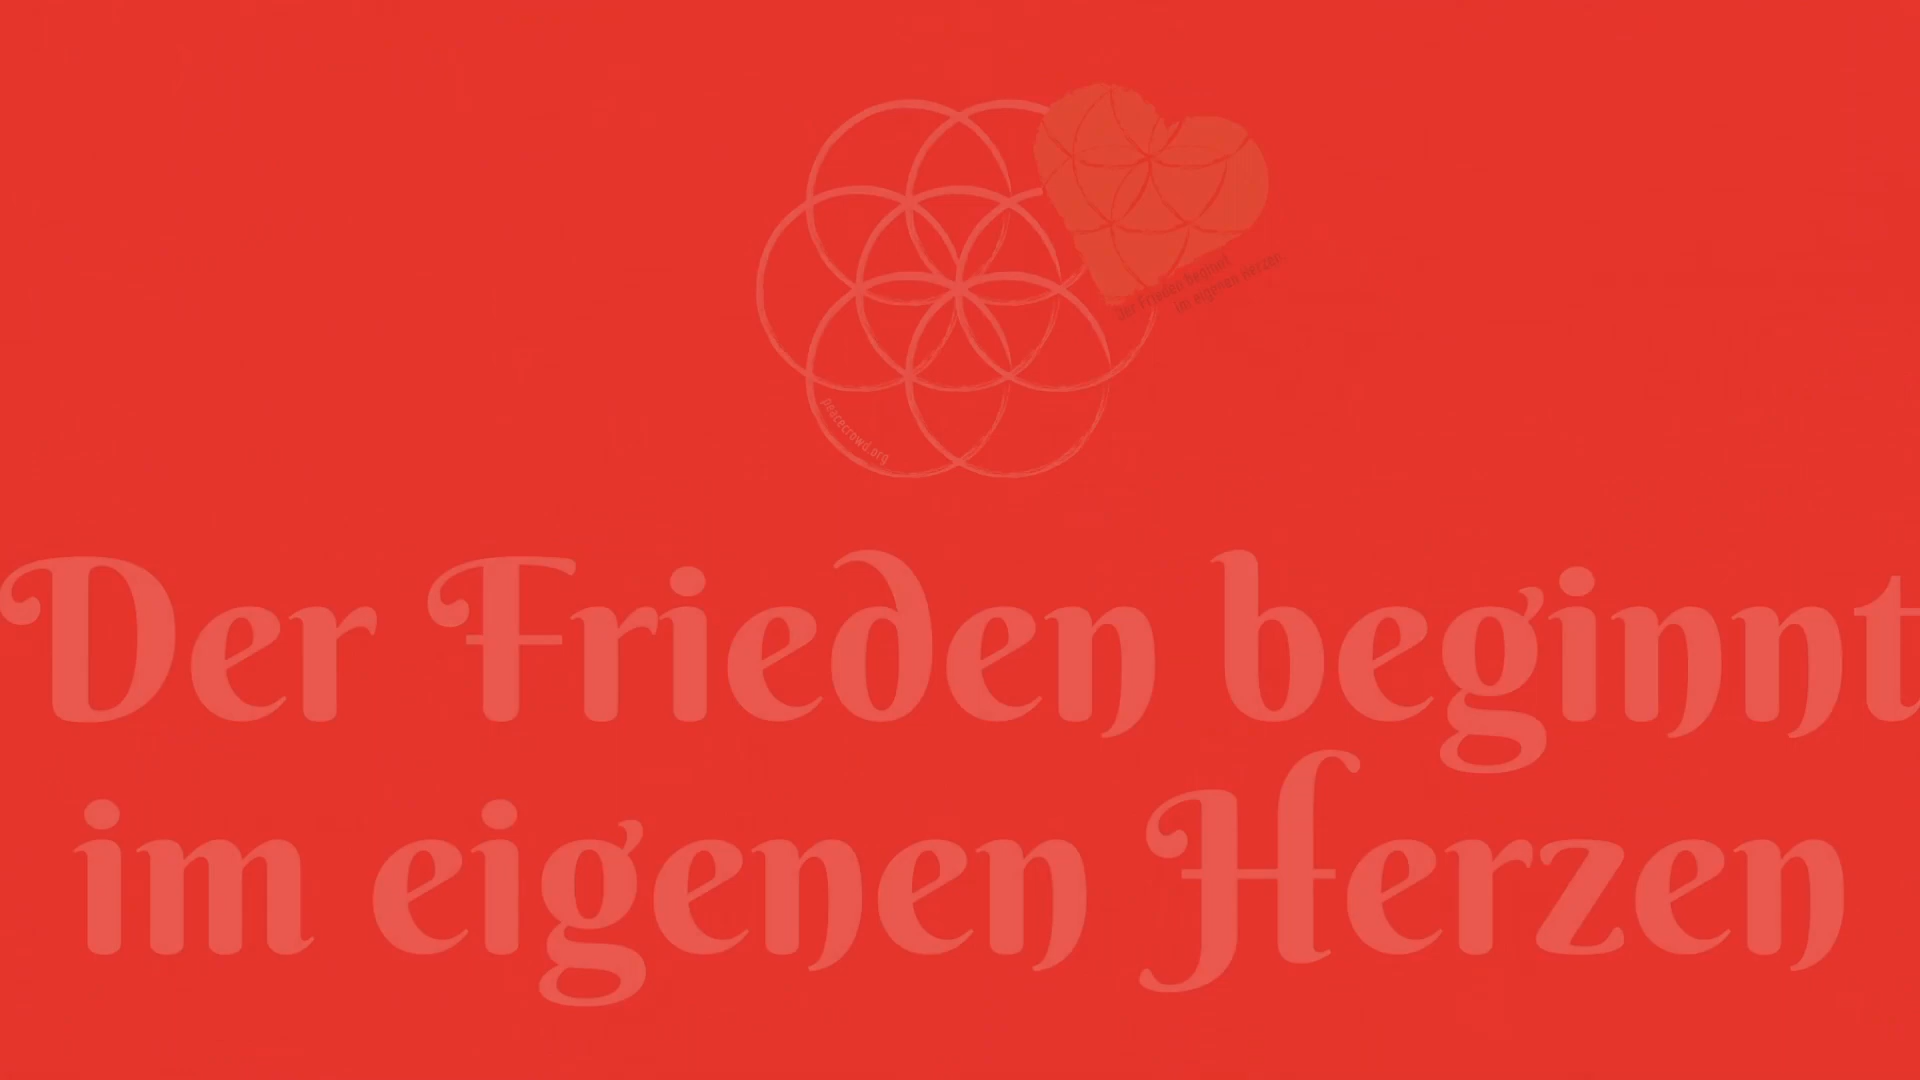 Der Frieden beginnt
im eigenen Herzen
peacecrowd.org
Der Frieden beginnt
im eigenen Herzen